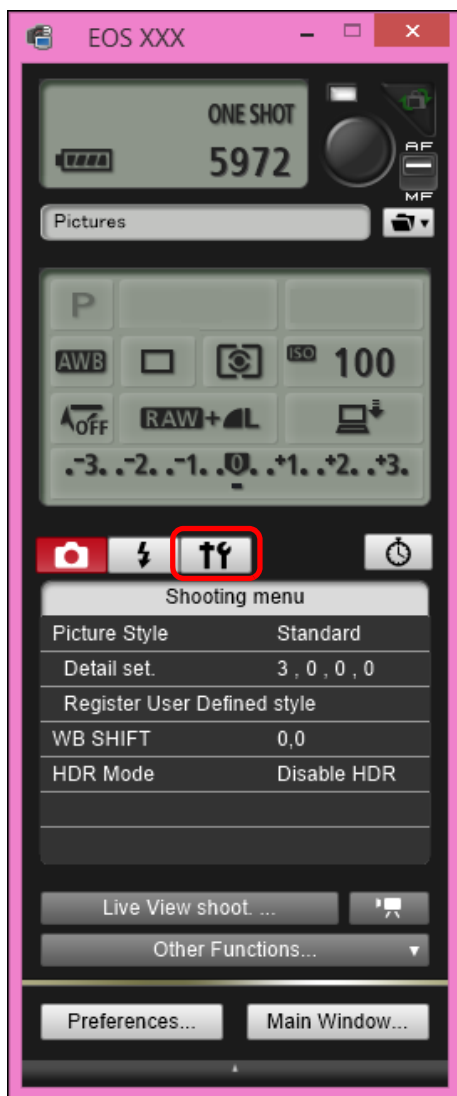 EOS XXX
ONE SHOT
5972
AF
MF
Pictures
P
AWB ISO 100
OFF RAW+L
.-3. .-2. .-1. .0. .+1. .+2. .+3.
Shooting menu
Picture Style Standard
Detail set. 3 , 0 , 0 , 0
Register User Defined style
WB SHIFT 0,0
HDR Mode Disable HDR
Live View shoot. ...
Other Functions...
Preferences... Main Window...